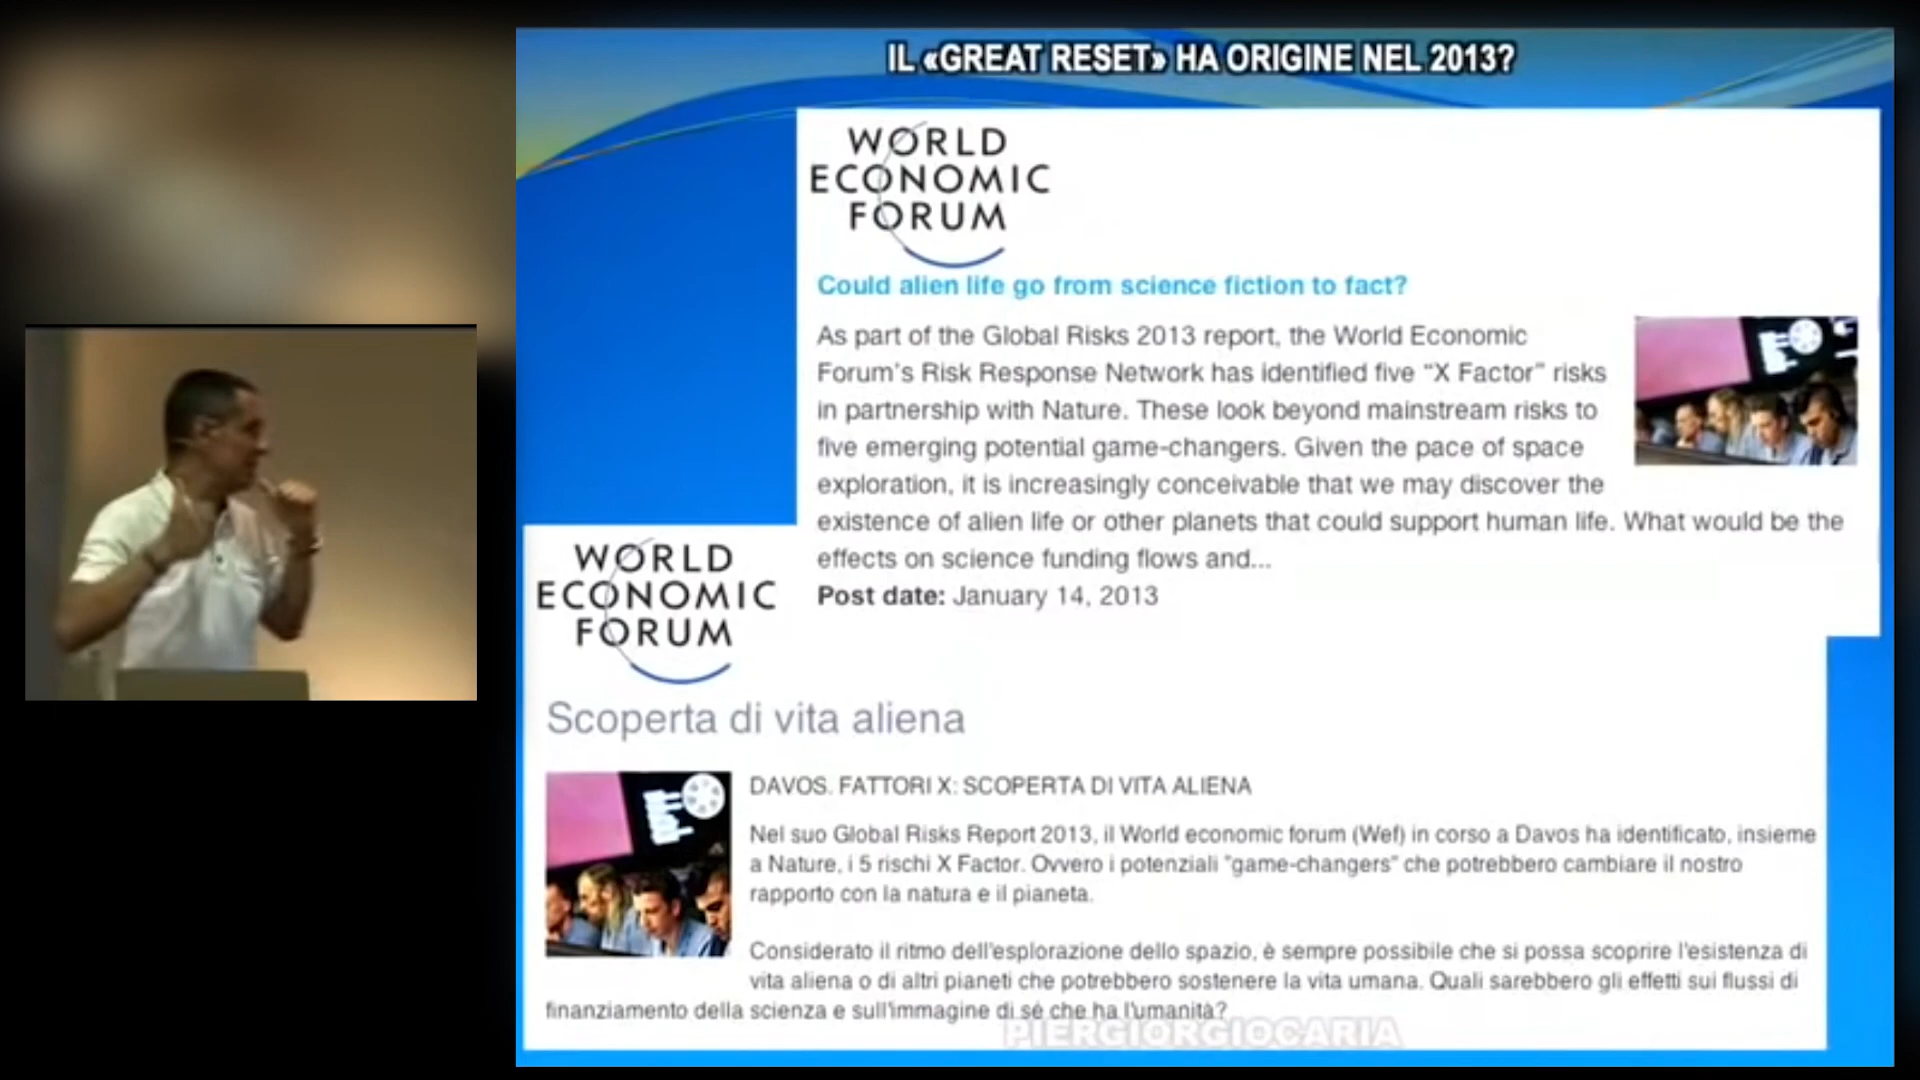 IL «GREAT RESET» HA ORIGINE NEL 2013?
WORLD
ECONOMIC
FORUM
Could alien life go from science fiction to fact?
As part of the Global Risks 2013 report, the World Economic
Forum's Risk Response Network has identified five “X Factor” risks
in partnership with Nature. These look beyond mainstream risks to
five emerging potential game-changers. Given the pace of space
exploration, it is increasingly conceivable that we may discover the
existence of alien life or other planets that could support human life. What would be the
effects on science funding flows and...
Post date: January 14, 2013
WORLD
ECONOMIC
FORUM
Scoperta di vita aliena
DAVOS. FATTORI X: SCOPERTA DI VITA ALIENA
Nel suo Global Risks Report 2013, il World economic forum (Wef) in corso a Davos ha identificato, insieme
a Nature, i 5 rischi X Factor. Ovvero i potenziali "game-changers" che potrebbero cambiare il nostro
rapporto con la natura e il pianeta.
Considerato il ritmo dell'esplorazione dello spazio, è sempre possibile che si possa scoprire l'esistenza di
vita aliena o di altri pianeti che potrebbero sostenere la vita umana. Quali sarebbero gli effetti sui flussi di
finanziamento della scienza e sull'immagine di sé che ha l'umanità?
PIERGIORGIOCARIA